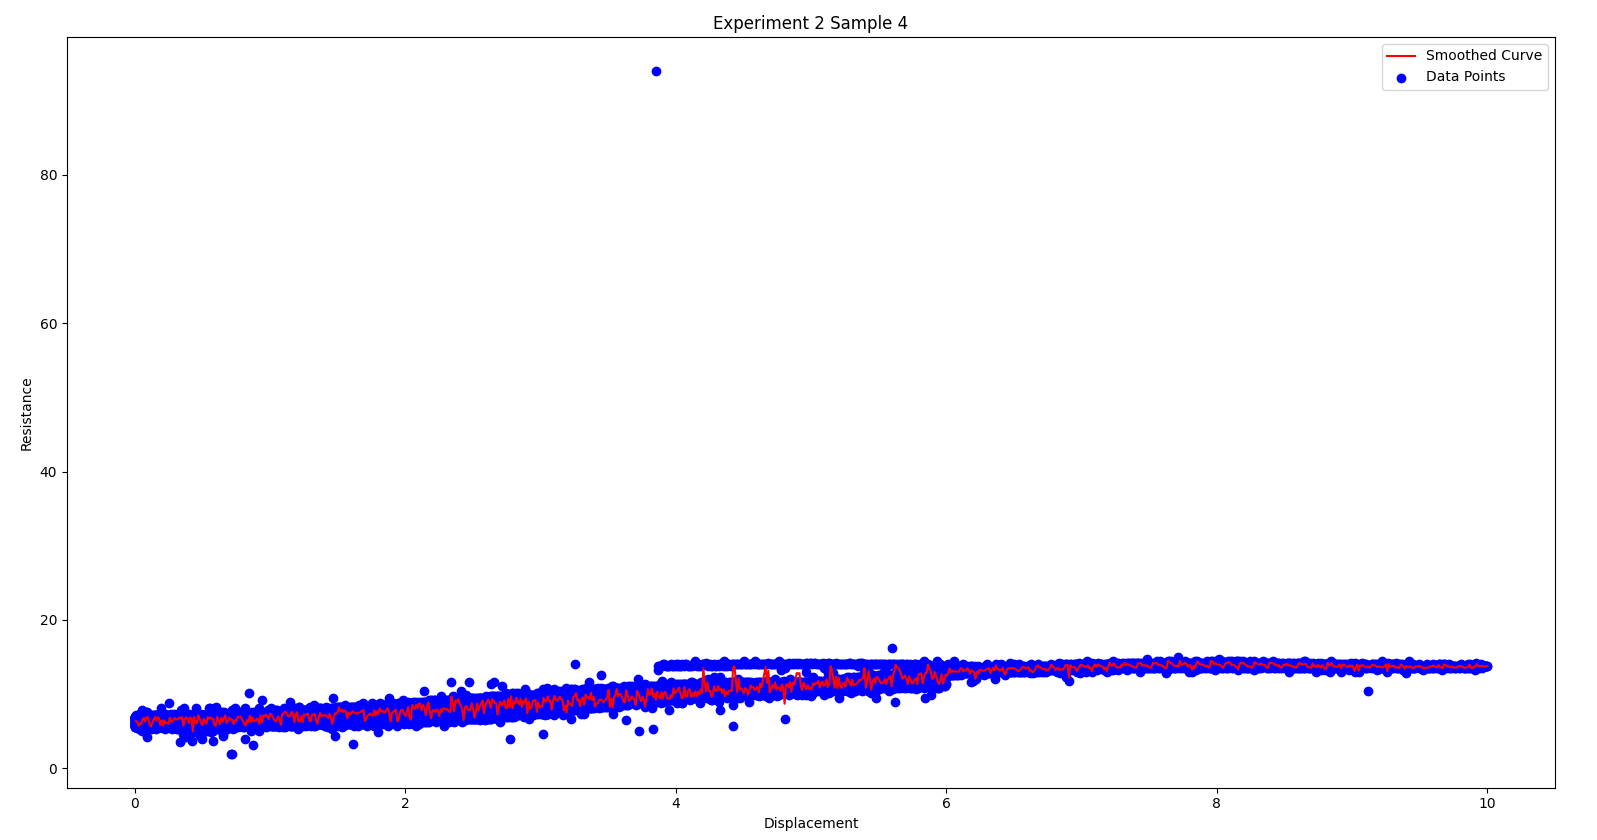 Experiment 2 Sample 4
Smoothed Curve
Data Points
Resistance
80
60
40
20
0
0 2 4 6 8 10
Displacement